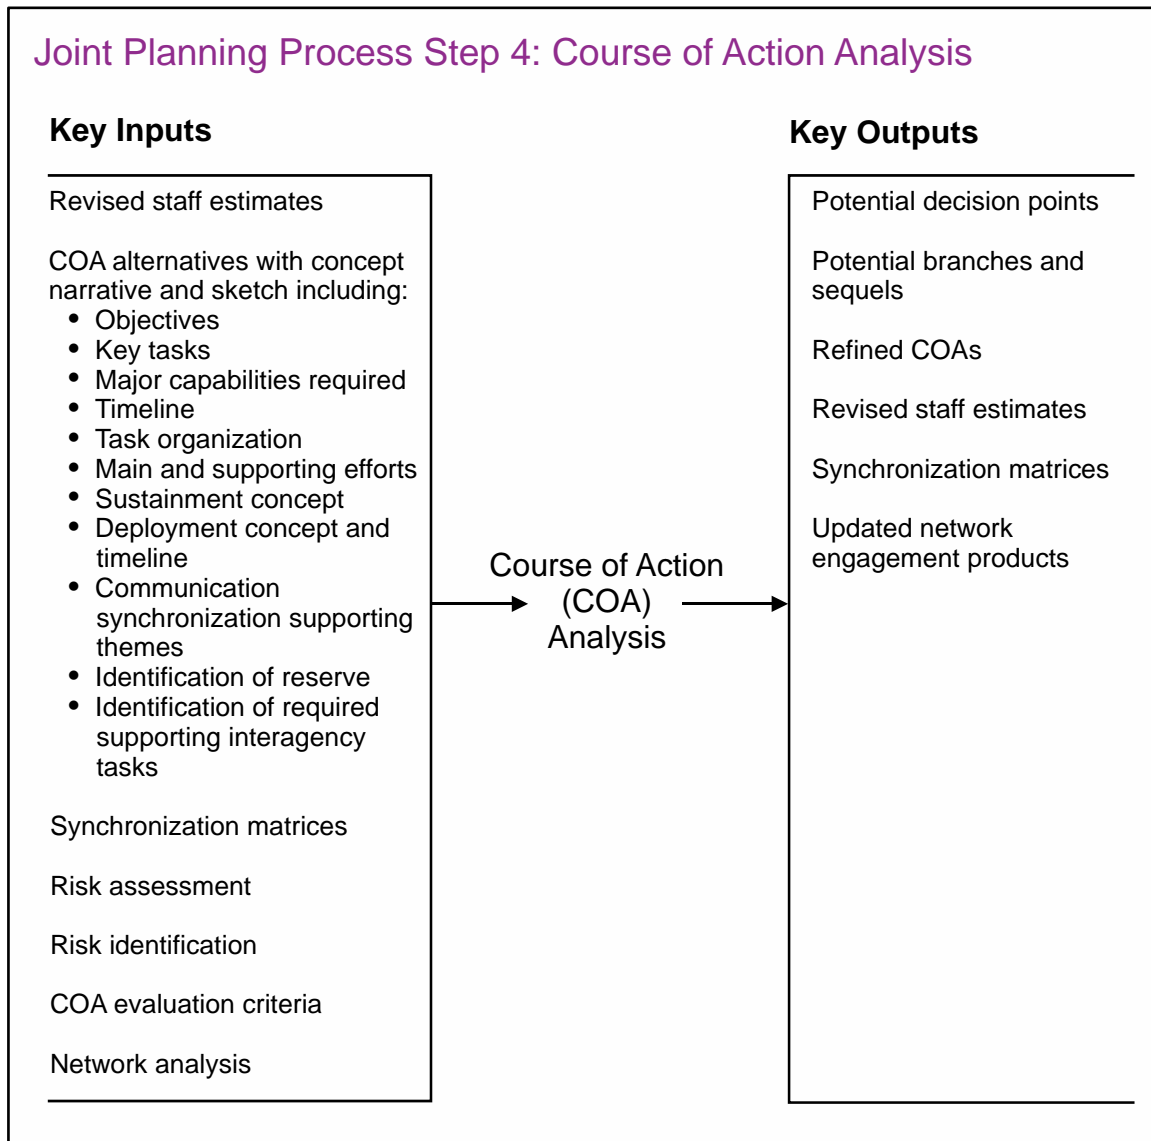 Joint Planning Process Step 4: Course of Action Analysis
Key Inputs
Revised staff estimates
COA alternatives with concept
narrative and sketch including:
• Objectives
• Key tasks
• Major capabilities required
• Timeline
• Task organization
• Main and supporting efforts
• Sustainment concept
• Deployment concept and
timeline
• Communication
synchronization supporting
themes
• Identification of reserve
• Identification of required
supporting interagency
tasks
Synchronization matrices
Risk assessment
Risk identification
COA evaluation criteria
Network analysis
Course of Action
(COA)
Analysis
Key Outputs
Potential decision points
Potential branches and
sequels
Refined COAs
Revised staff estimates
Synchronization matrices
Updated network
engagement products